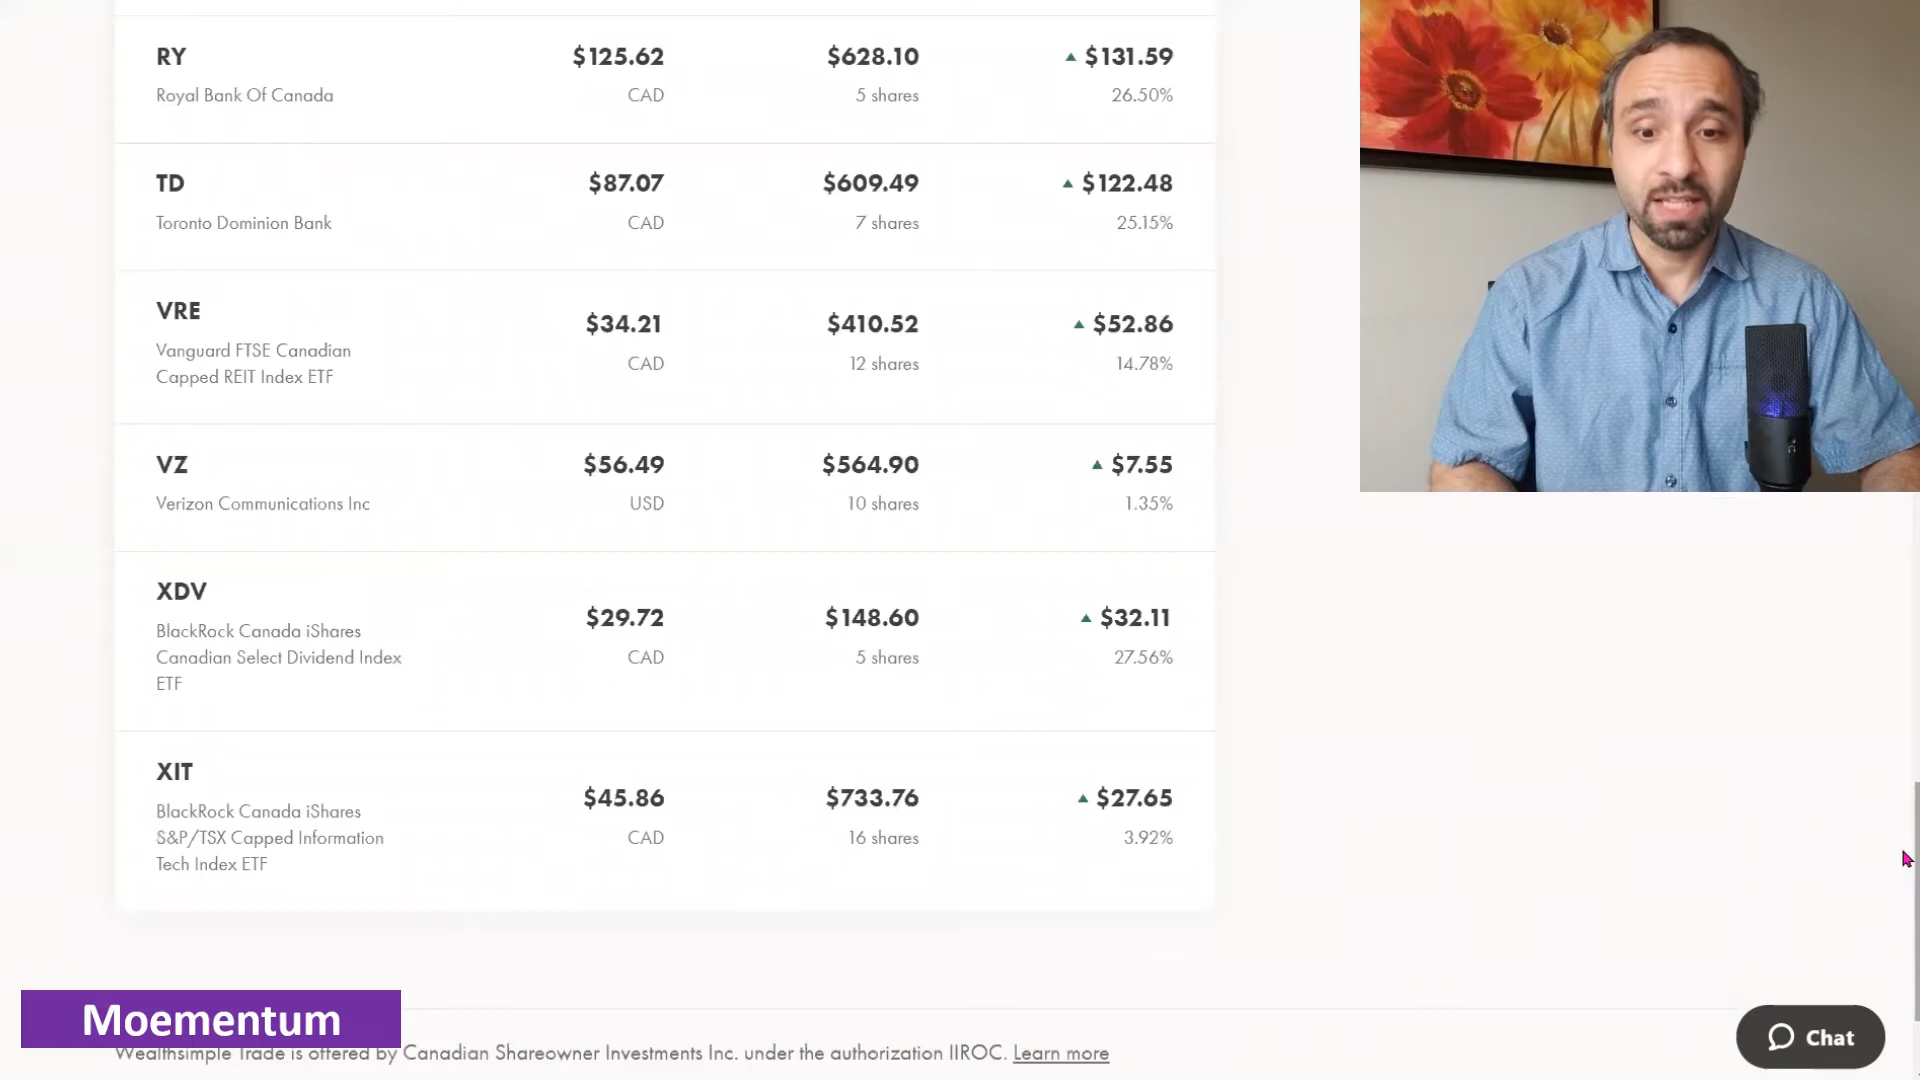 RY $125.62 $628.10 $131.59
Royal Bank Of Canada CAD 5 shares 26.50%
TD $87.07 $609.49 $122.48
Toronto Dominion Bank CAD 7 shares 25.15%
VRE $34.21 $410.52 $52.86
Vanguard FTSE Canadian CAD 12 shares 14.78%
Capped REIT Index ETF
VZ $56.49 $564.90 $7.55
Verizon Communications Inc USD 10 shares 1.35%
XDV $29.72 $148.60 $32.11
BlackRock Canada iShares
Canadian Select Dividend Index CAD 5 shares 27.56%
ETF
XIT $45.86 $733.76 $27.65
BlackRock Canada iShares
S&P/TSX Capped Information CAD 16 shares 3.92%
Tech Index ETF
Moementum
Wealthsimple Trade is offered by Canadian Shareowner Investments Inc. under the authorization IIROC. Learn more
Chat